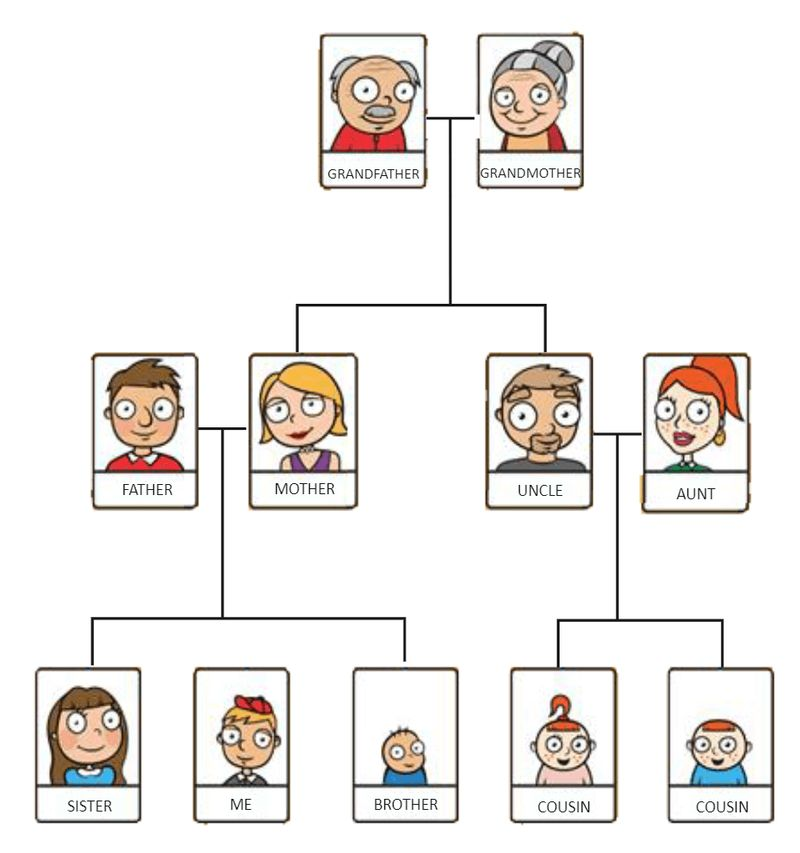 GRANDFATHER
GRANDMOTHER
FATHER
MOTHER
UNCLE
AUNT
SISTER
ME
BROTHER
COUSIN
COUSIN